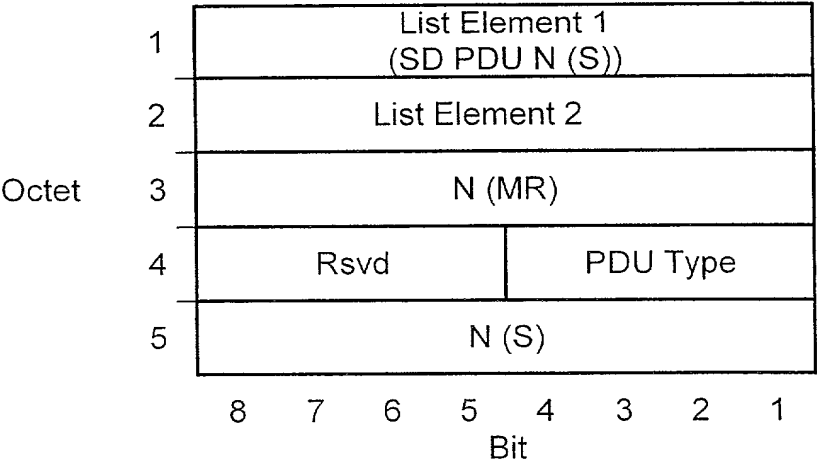 1 List Element 1
(SD PDU N (S))
2 List Element 2
Octet 3 N (MR)
4 Rsvd PDU Type
5 N (S)
8 7 6 5 4 3 2 1
Bit